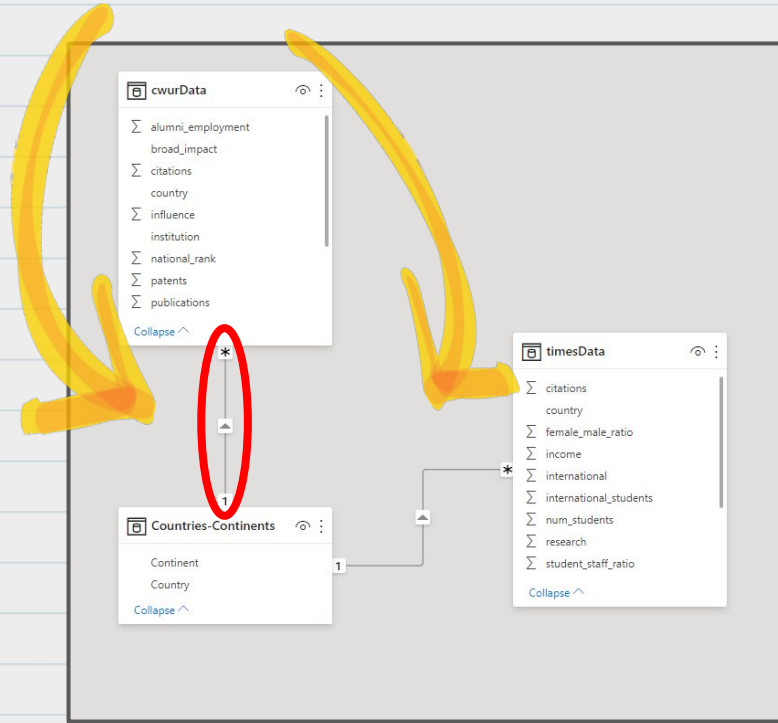 cwurData
alumni_employment
broad_impact
citations
country
influence
institution
national_rank
patents
publications
Collapse
*
1
Countries-Continents
Continent
Country
Collapse
1
*
timesData
citations
country
female_male_ratio
income
international
international_students
num_students
research
student_staff_ratio
Collapse